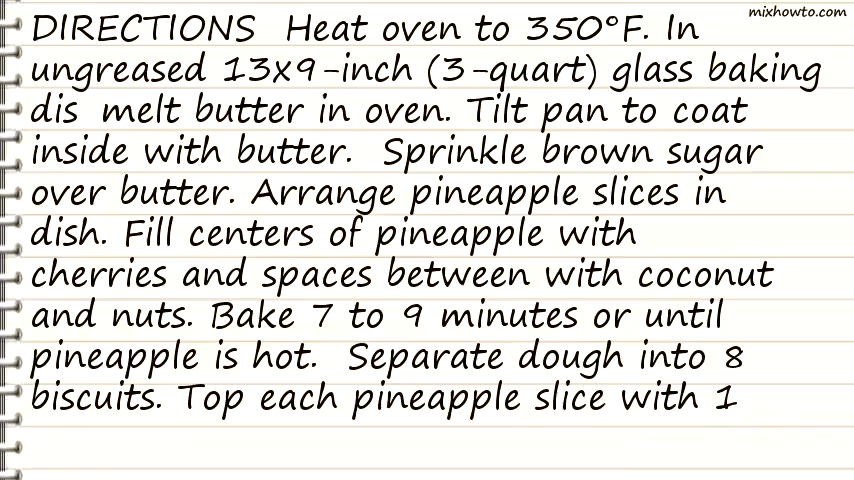 mixhowto.com
DIRECTIONS  Heat oven to 350°F. In
ungreased 13x9-inch (3-quart) glass baking
dis  melt butter in oven. Tilt pan to coat
inside with butter.  Sprinkle brown sugar
over butter. Arrange pineapple slices in
dish. Fill centers of pineapple with
cherries and spaces between with coconut
and nuts. Bake 7 to 9 minutes or until
pineapple is hot.  Separate dough into 8
biscuits. Top each pineapple slice with 1